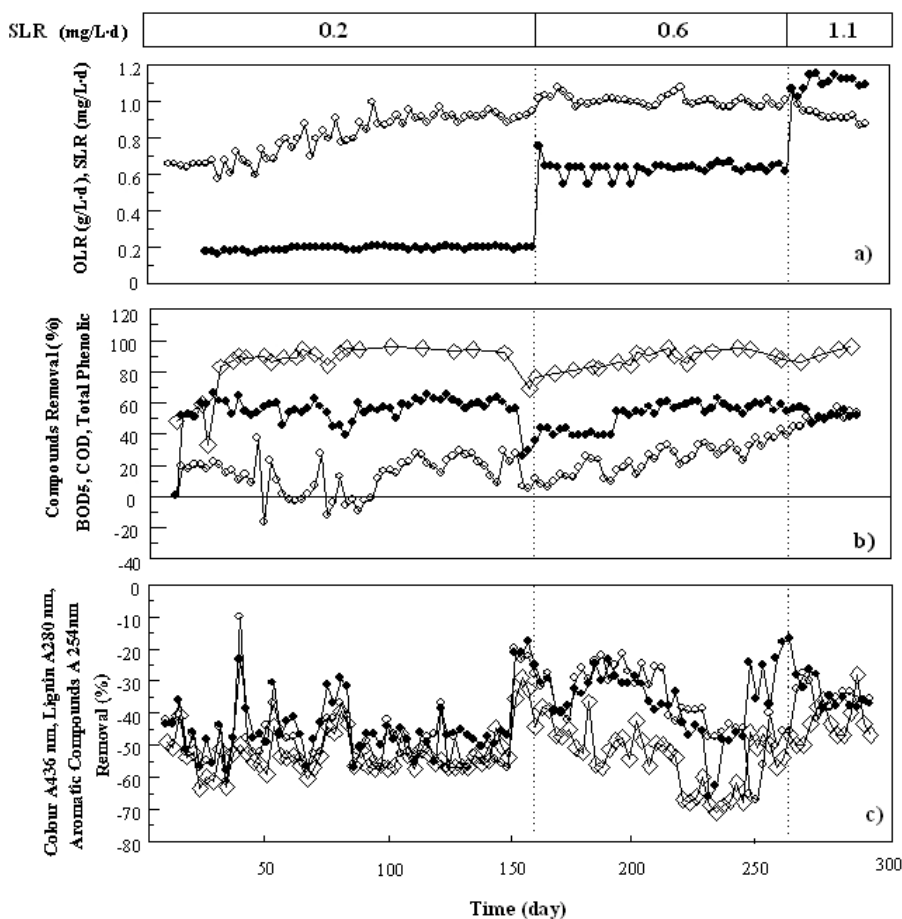 SLR (mg/L·d) 0.2 0.6 1.1
OLR (g/L·d), SLR (mg/L·d)
1.2
1.0
0.8
0.6
0.4
0.2
0
a)
Compounds Removal (%)
BOD5, COD, Total Phenolic
120
100
80
60
40
20
0
-20
-40
b)
Colour A436 nm, Lignin A280 nm,
Aromatic Compounds A 254nm
Removal (%)
0
-10
-20
-30
-40
-50
-60
-70
-80
c)
50 100 150 200 250 300
Time (day)